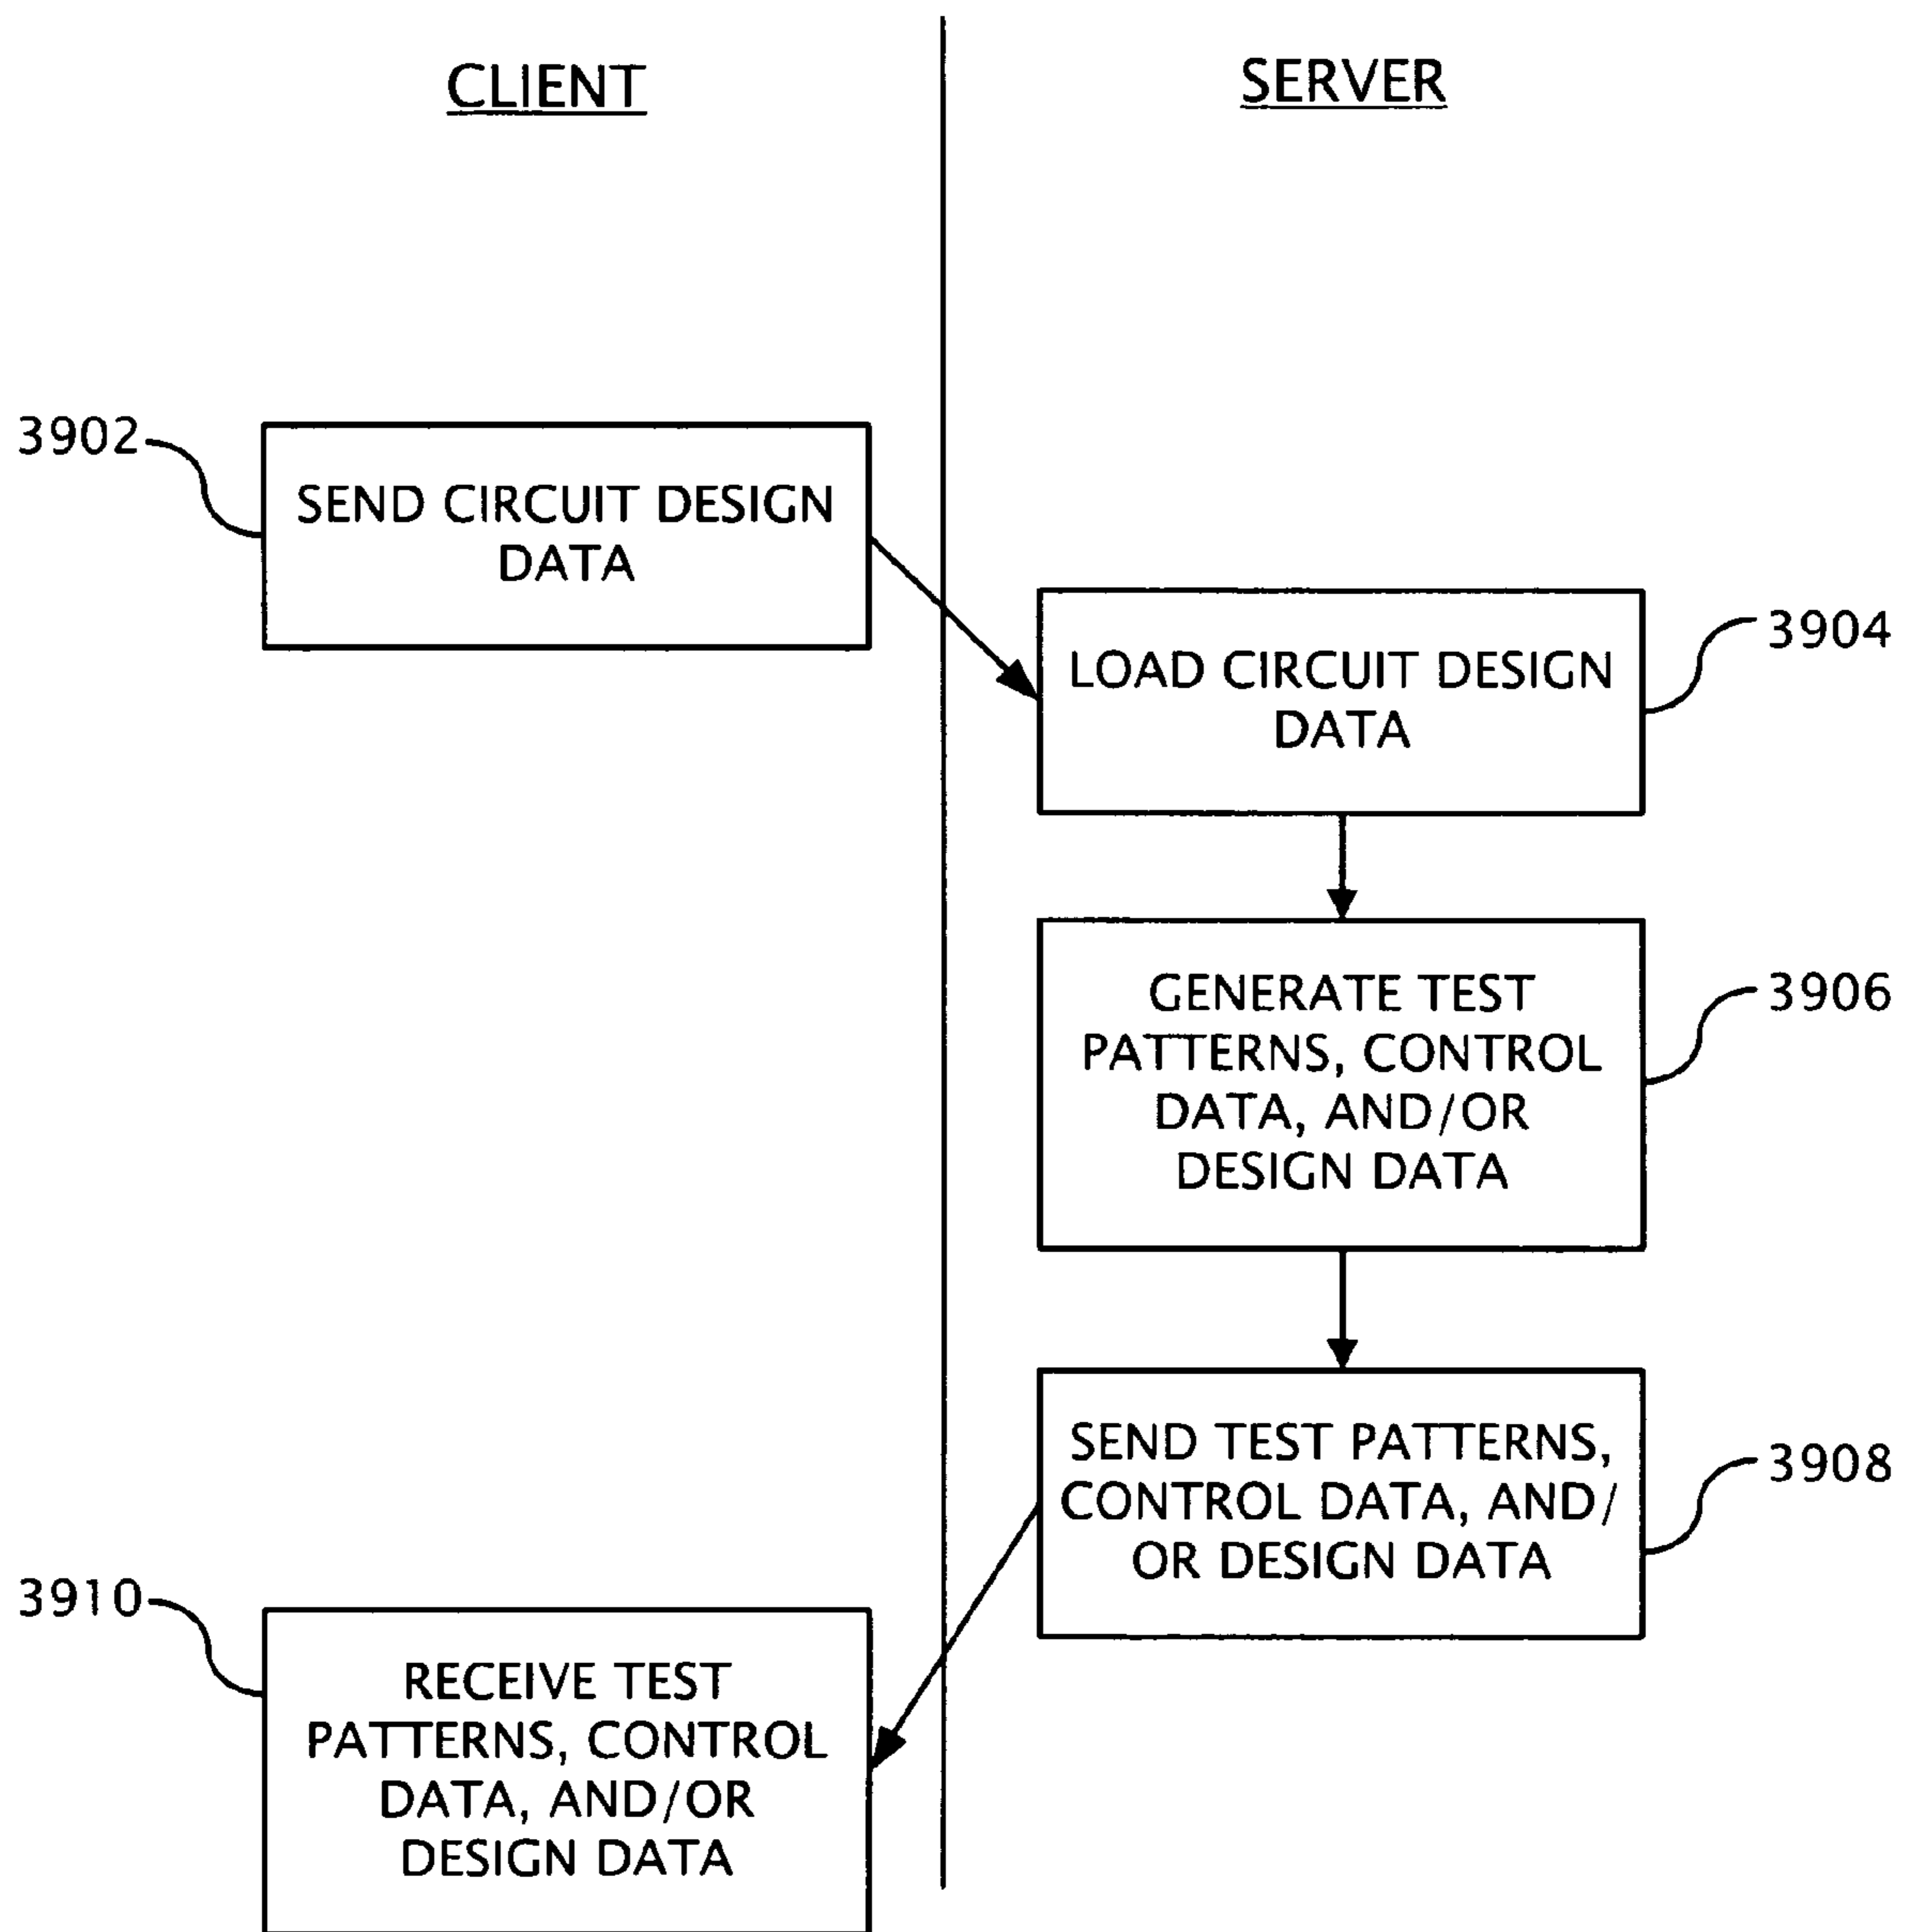 CLIENT
SERVER
3902
SEND CIRCUIT DESIGN
DATA
3904
LOAD CIRCUIT DESIGN
DATA
3906
GENERATE TEST
PATTERNS, CONTROL
DATA, AND/OR
DESIGN DATA
3908
SEND TEST PATTERNS,
CONTROL DATA, AND/
OR DESIGN DATA
3910
RECEIVE TEST
PATTERNS, CONTROL
DATA, AND/OR
DESIGN DATA